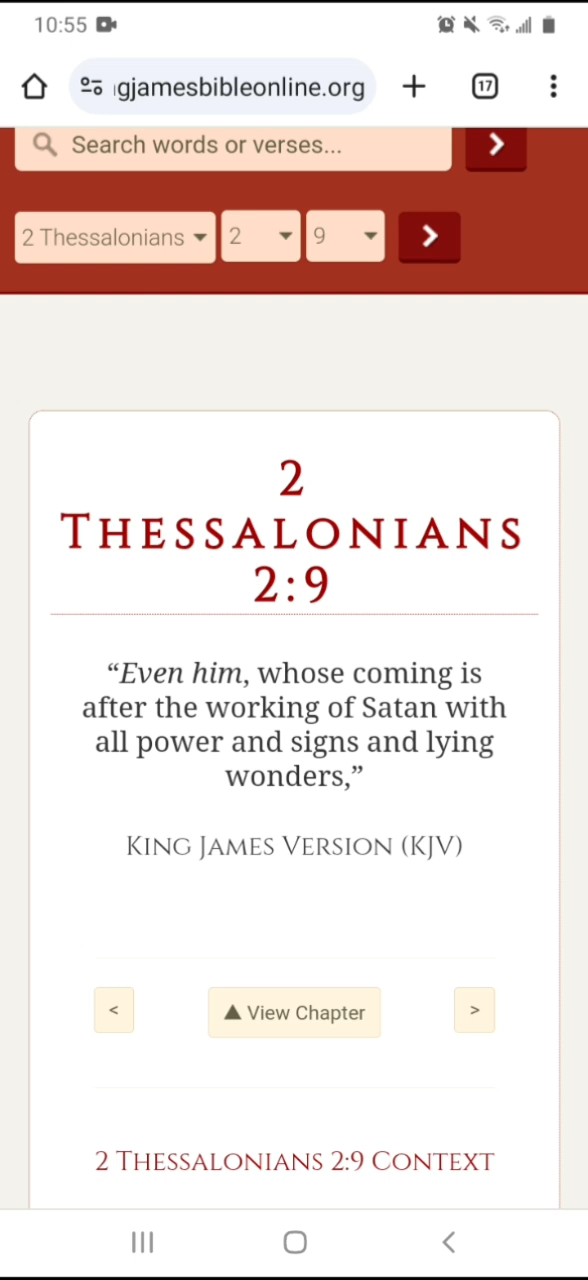 10:55
gjamesbibleonline.org
17
Search words or verses...
2 Thessalonians 2 9
2
THESSALONIANS
2:9
“Even him, whose coming is
after the working of Satan with
all power and signs and lying
wonders,”
KING JAMES VERSION (KJV)
< ▲ View Chapter >
2 THESSALONIANS 2:9 CONTEXT